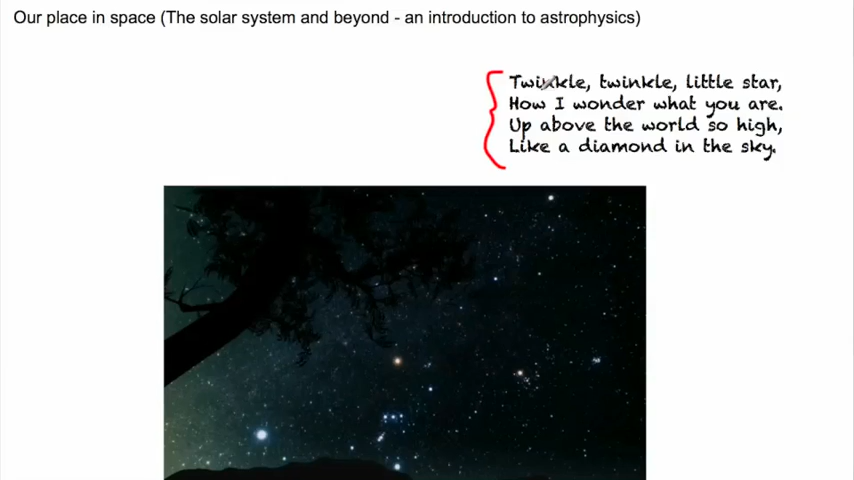 Our place in space (The solar system and beyond - an introduction to astrophysics)
Twinkle, twinkle, little star,
How I wonder what you are.
Up above the world so high,
Like a diamond in the sky.